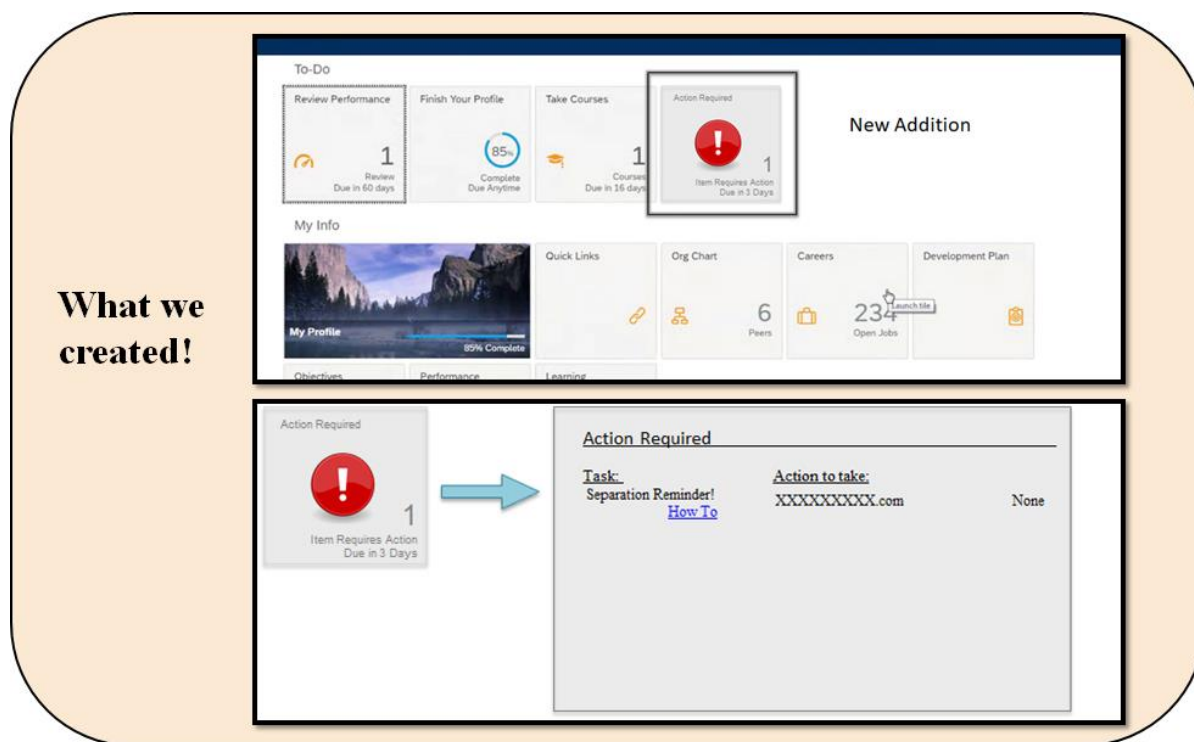 What we
created!
To-Do
Review Performance
1
Review
Due in 60 days
Finish Your Profile
85%
Complete
Due Anytime
Take Courses
1
Courses
Due in 16 days
Action Required
!
1
Item Requires Action
Due in 3 Days
New Addition
My Info
My Profile
85% Complete
Quick Links
Org Chart
6
Peers
Careers
234
Open Jobs
Launch tile
Development Plan
Objectives
Performance
Learning
Action Required
!
1
Item Requires Action
Due in 3 Days
Action Required
Task:
Separation Reminder!
How To
Action to take:
XXXXXXXXX.com
None